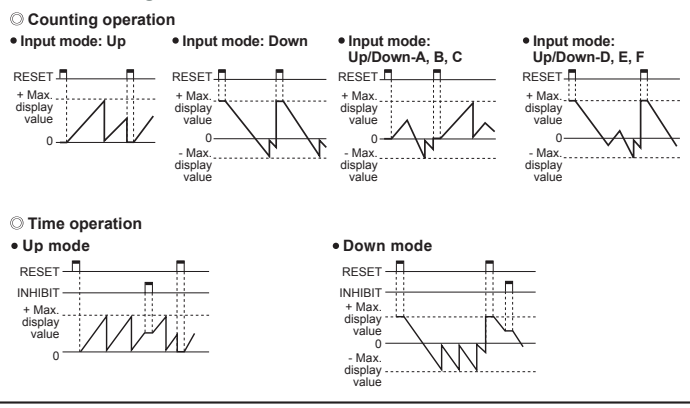 ◎ Counting operation
• Input mode: Up
RESET
+ Max.
display
value
0
• Input mode: Down
RESET
+ Max.
display
value
0
- Max.
display
value
• Input mode:
Up/Down-A, B, C
RESET
+ Max.
display
value
0
- Max.
display
value
• Input mode:
Up/Down-D, E, F
RESET
+ Max.
display
value
0
- Max.
display
value
◎ Time operation
• Up mode
RESET
INHIBIT
+ Max.
display
value
0
• Down mode
RESET
INHIBIT
+ Max.
display
value
0
- Max.
display
value